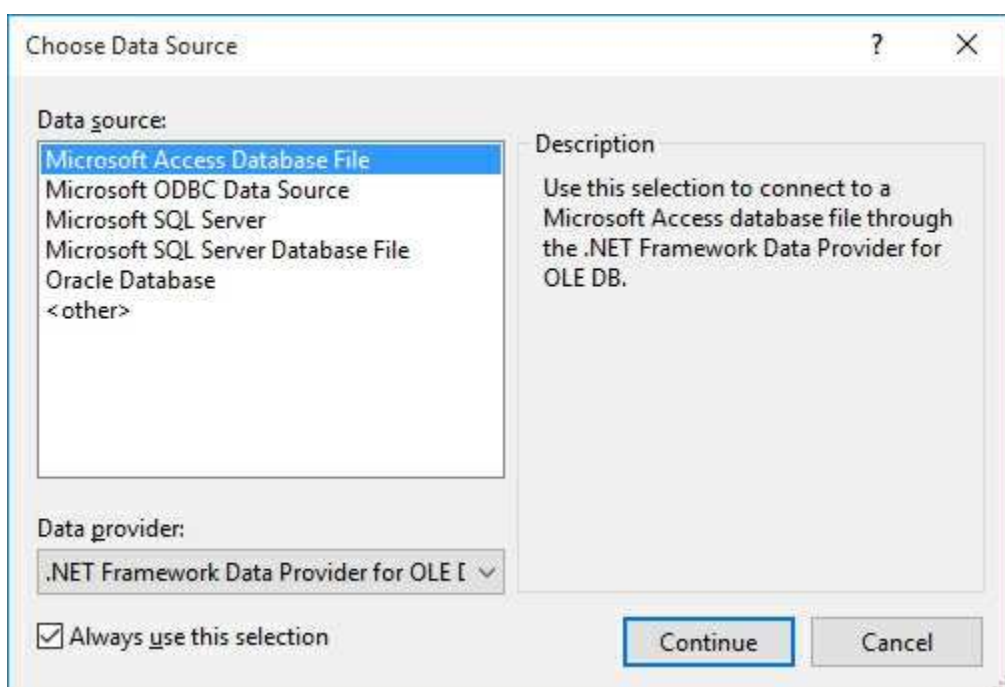 Choose Data Source
?
Data source:
Microsoft Access Database File
Microsoft ODBC Data Source
Microsoft SQL Server
Microsoft SQL Server Database File
Oracle Database
<other>
Description
Use this selection to connect to a
Microsoft Access database file through
the .NET Framework Data Provider for
OLE DB.
Data provider:
.NET Framework Data Provider for OLE [
Always use this selection
Continue
Cancel